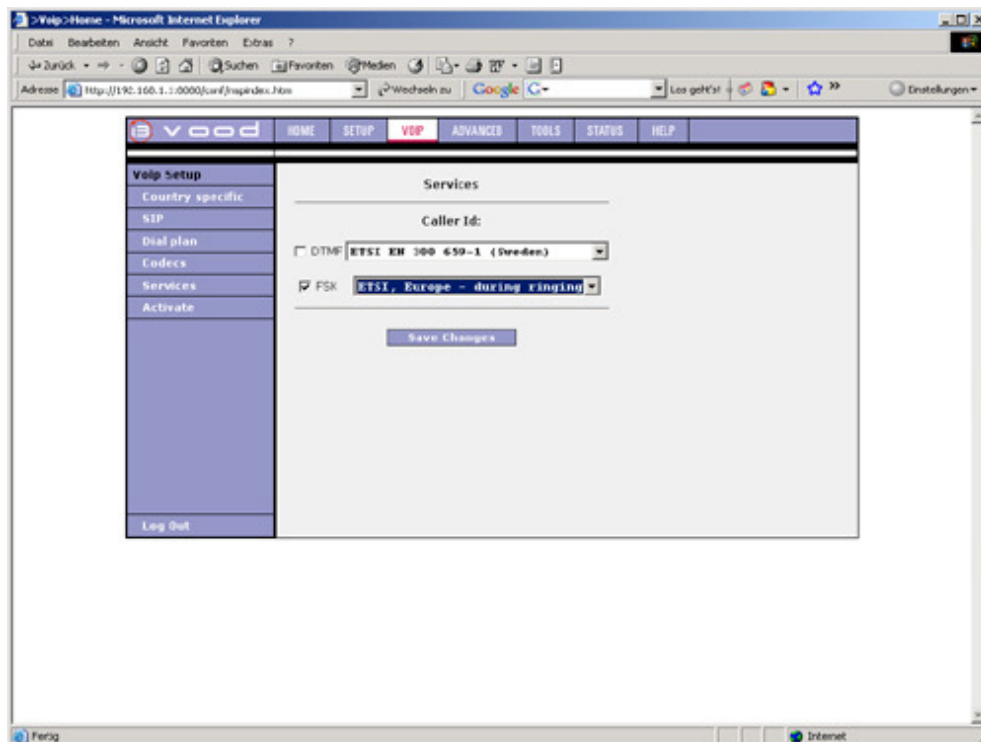 >Voip>Home - Microsoft Internet Explorer
Datei Bearbeiten Ansicht Favoriten Extras ?
Zurück Suchen Favoriten Medien
Adresse Wechseln zu Google G Los geht's! » Einstellungen
vood HOME SETUP VOIP ADVANCED TOOLS STATUS HELP
Voip Setup
Country specific
SIP
Dial plan
Codecs
Services
Activate
Log Out
Services
Caller Id:
DTMF ETSI EN 300 659-1 (Sweden)
FSK ETSI, Europe - during ringing
Save Changes
Fertig Internet